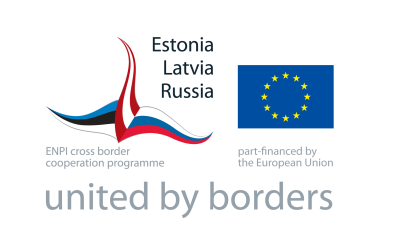 Estonia
Latvia
Russia
ENPI cross border
cooperation programme
part-financed by
the European Union
united by borders